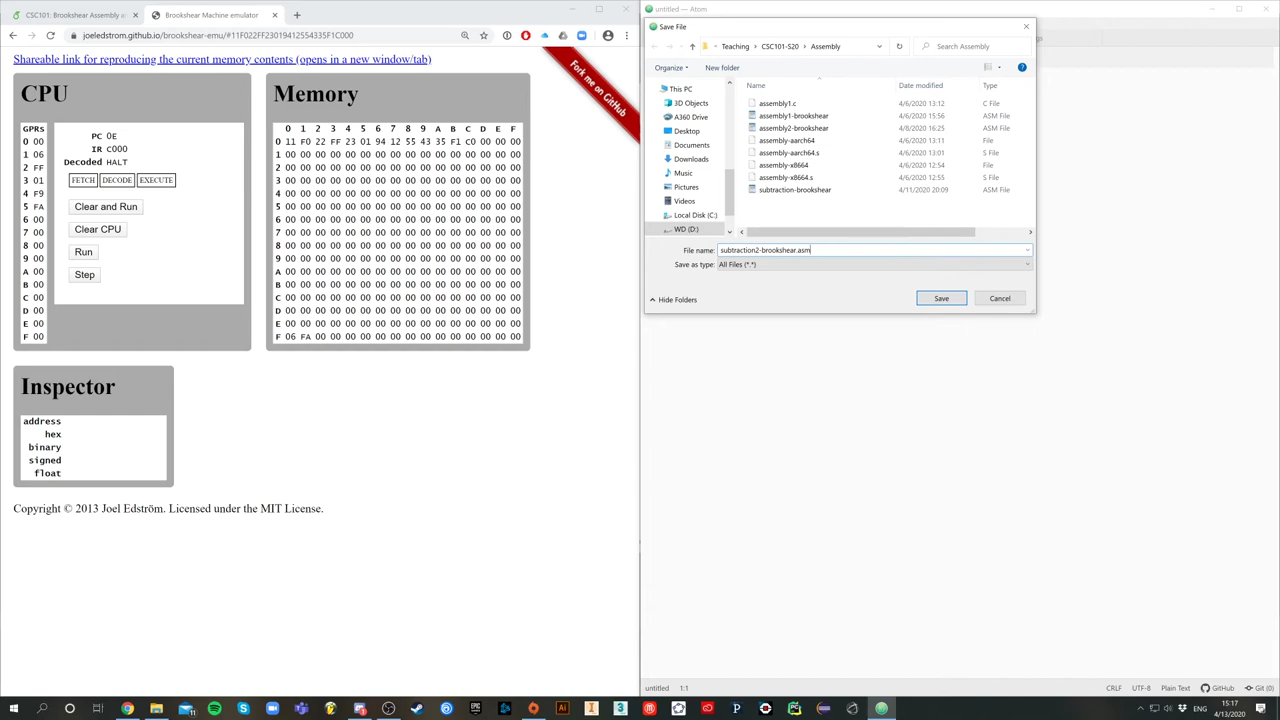 CSC101: Brookshear Assembly a
Brookshear Machine emulator
joeledstrom.github.io/brookshear-emu/#11F022FF23019412554335F1C000
Shareable link for reproducing the current memory contents (opens in a new window/tab)
Fork me on GitHub
CPU
GPRS
0 00
1 06
2 FF
3 01
4 F9
5 FA
6 00
7 00
8 00
9 00
A 00
B 00
C 00
D 00
E 00
F 00
PC 0E
IR C000
Decoded HALT
FETCH DECODE EXECUTE
Clear and Run
Clear CPU
Run
Step
Memory
0 1 2 3 4 5 6 7 8 9 A B C D E F
0 11 F0 22 FF 23 01 94 12 55 43 35 F1 C0 00 00 00
1 00 00 00 00 00 00 00 00 00 00 00 00 00 00 00 00
2 00 00 00 00 00 00 00 00 00 00 00 00 00 00 00 00
3 00 00 00 00 00 00 00 00 00 00 00 00 00 00 00 00
4 00 00 00 00 00 00 00 00 00 00 00 00 00 00 00 00
5 00 00 00 00 00 00 00 00 00 00 00 00 00 00 00 00
6 00 00 00 00 00 00 00 00 00 00 00 00 00 00 00 00
7 00 00 00 00 00 00 00 00 00 00 00 00 00 00 00 00
8 00 00 00 00 00 00 00 00 00 00 00 00 00 00 00 00
9 00 00 00 00 00 00 00 00 00 00 00 00 00 00 00 00
A 00 00 00 00 00 00 00 00 00 00 00 00 00 00 00 00
B 00 00 00 00 00 00 00 00 00 00 00 00 00 00 00 00
C 00 00 00 00 00 00 00 00 00 00 00 00 00 00 00 00
D 00 00 00 00 00 00 00 00 00 00 00 00 00 00 00 00
E 00 00 00 00 00 00 00 00 00 00 00 00 00 00 00 00
F 06 FA 00 00 00 00 00 00 00 00 00 00 00 00 00 00
Inspector
address
hex
binary
signed
float
Copyright © 2013 Joel Edström. Licensed under the MIT License.
untitled — Atom
Save File
Teaching > CSC101-S20 > Assembly
Search Assembly
Organize
New folder
This PC
3D Objects
A360 Drive
Desktop
Documents
Downloads
Music
Pictures
Videos
Local Disk (C:)
WD (D:)
Name Date modified Type
assembly1.c 4/6/2020 13:12 C File
assembly1-brookshear 4/6/2020 15:56 ASM File
assembly2-brookshear 4/8/2020 16:25 ASM File
assembly-aarch64 4/6/2020 13:11 File
assembly-aarch64.s 4/6/2020 13:01 S File
assembly-x8664 4/6/2020 12:54 File
assembly-x8664.s 4/6/2020 12:55 S File
subtraction-brookshear 4/11/2020 20:09 ASM File
File name: subtraction2-brookshear.asm
Save as type: All Files (*.*)
Hide Folders
Save
Cancel
untitled 1:1
CRLF UTF-8 Plain Text GitHub Git (0)
ENG
15:17
4/13/2020